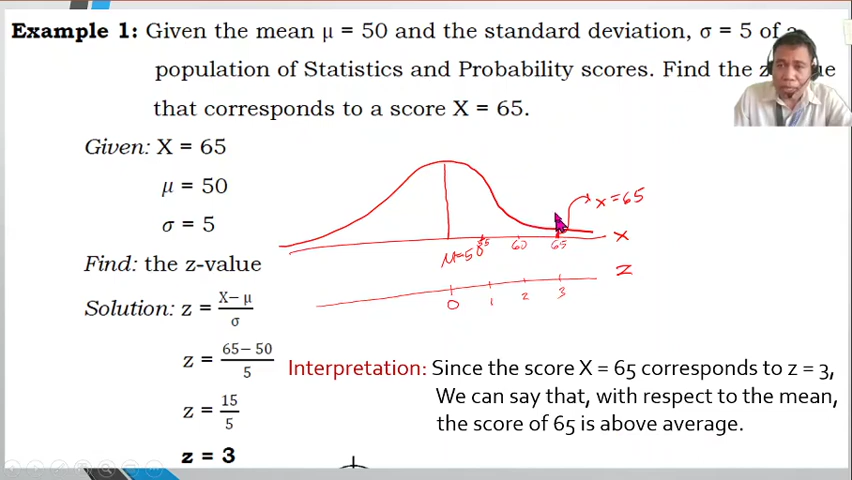 Example 1: Given the mean μ = 50 and the standard deviation, σ = 5 of a
population of Statistics and Probability scores. Find the z ue
that corresponds to a score X = 65.
Given: X = 65
μ = 50
σ = 5
Find: the z-value
Solution: z = X− μ / σ
z = 65− 50 / 5
z = 15 / 5
z = 3
x=65
X
μ=50 55 60 65
Z
0 1 2 3
Interpretation: Since the score X = 65 corresponds to z = 3,
We can say that, with respect to the mean,
the score of 65 is above average.